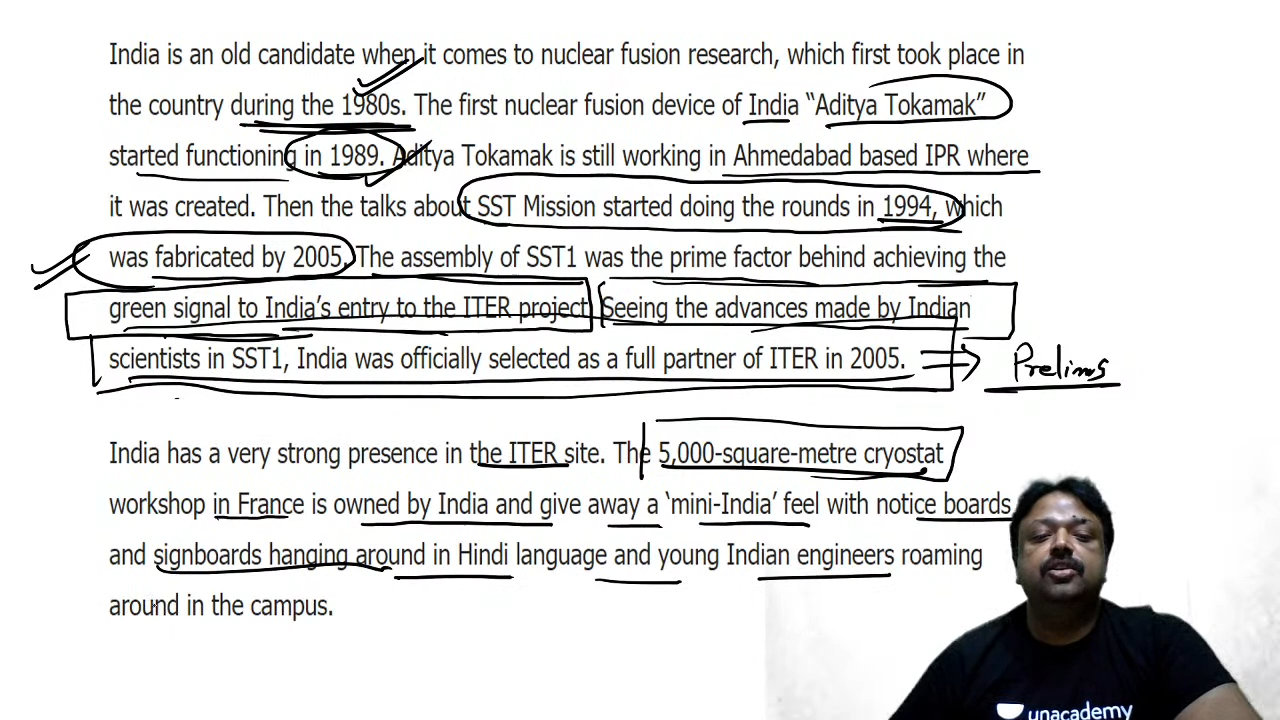 India is an old candidate when it comes to nuclear fusion research, which first took place in
the country during the 1980s. The first nuclear fusion device of India “Aditya Tokamak”
started functioning in 1989. Aditya Tokamak is still working in Ahmedabad based IPR where
it was created. Then the talks about SST Mission started doing the rounds in 1994, which
was fabricated by 2005. The assembly of SST1 was the prime factor behind achieving the
green signal to India’s entry to the ITER project. Seeing the advances made by Indian
scientists in SST1, India was officially selected as a full partner of ITER in 2005.
Prelims
India has a very strong presence in the ITER site. The 5,000-square-metre cryostat
workshop in France is owned by India and give away a ‘mini-India’ feel with notice boards
and signboards hanging around in Hindi language and young Indian engineers roaming
around in the campus.
unacademy